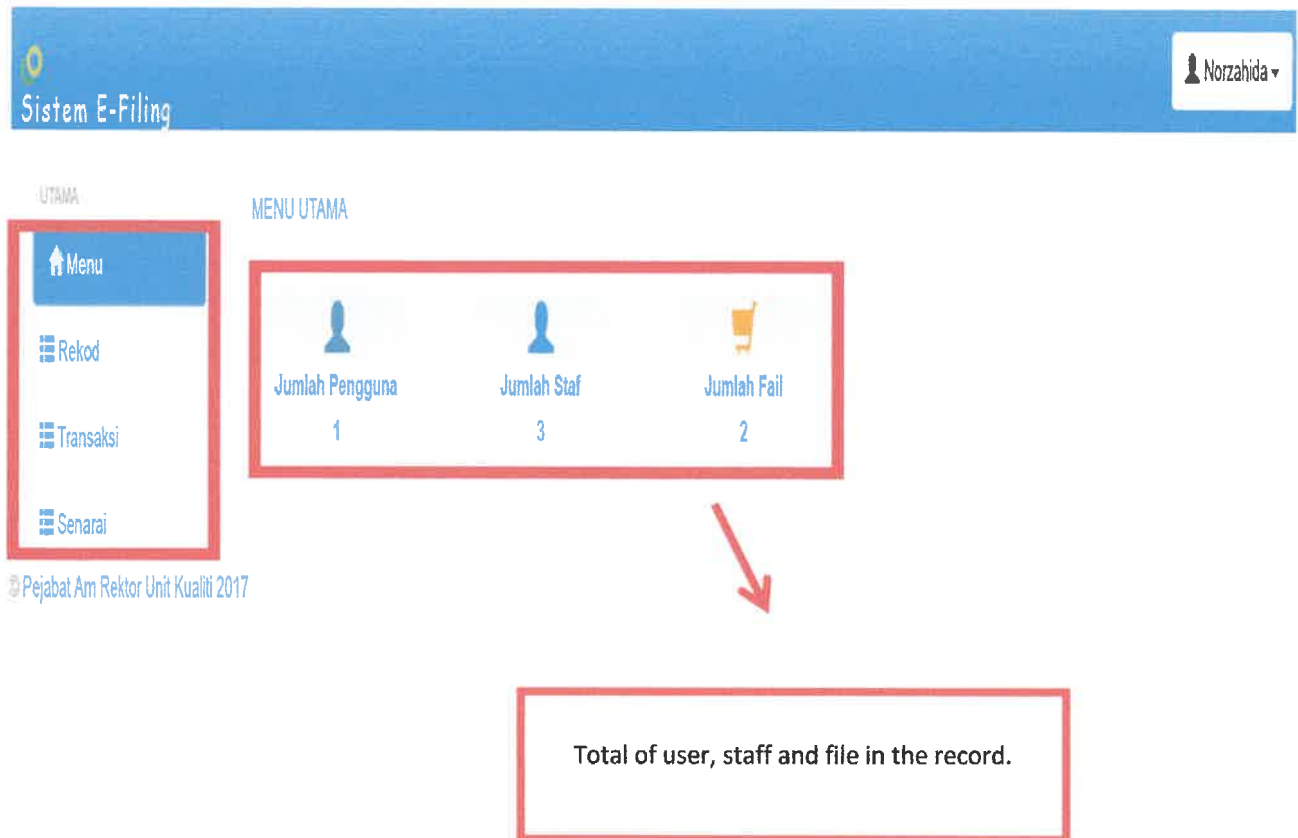 Sistem E-Filing
Norzahida
UTAMA
Menu
Rekod
Transaksi
Senarai
MENU UTAMA
Jumlah Pengguna
1
Jumlah Staf
3
Jumlah Fail
2
© Pejabat Am Rektor Unit Kualiti 2017
Total of user, staff and file in the record.